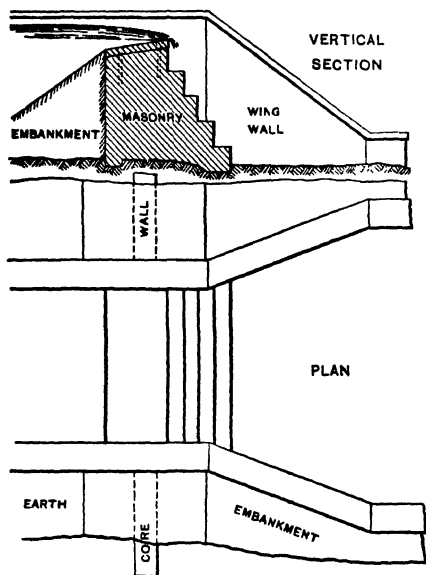 VERTICAL
SECTION
EMBANKMENT
MASONRY
WING
WALL
WALL
PLAN
EARTH
CORE
EMBANKMENT